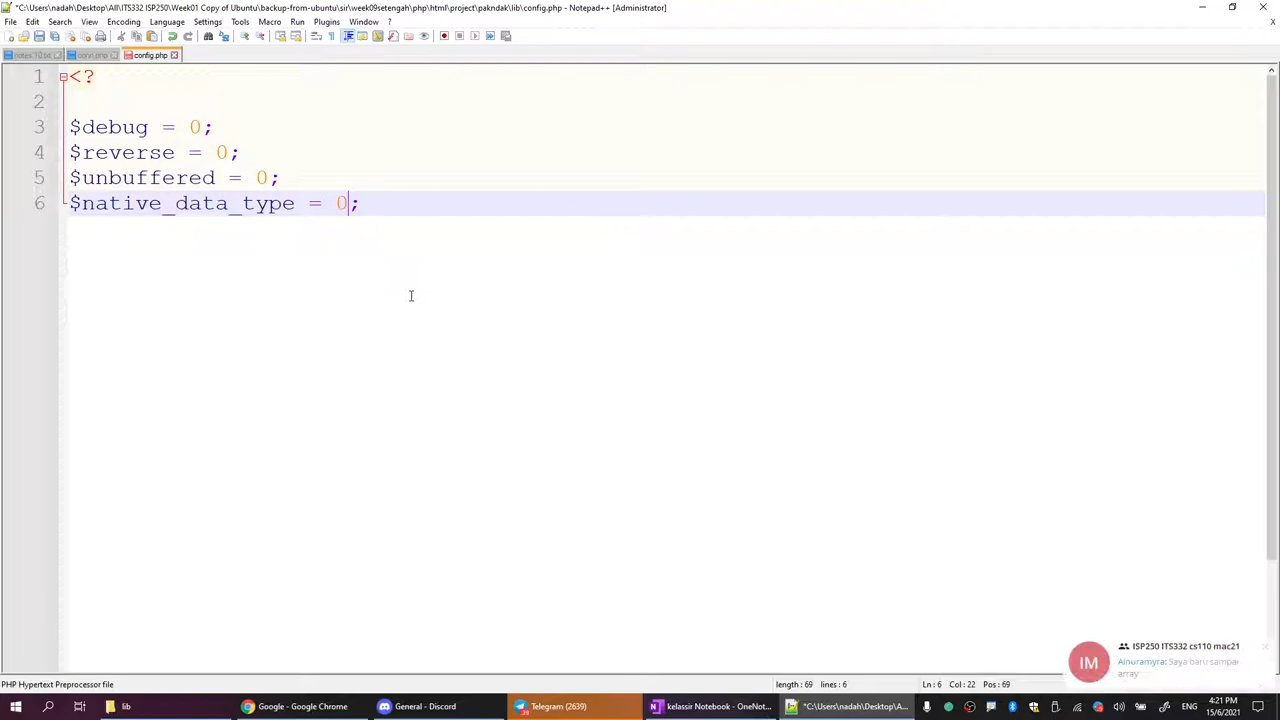 *C:\Users\nadah\Desktop\All\ITS332 ISP250\Week01 Copy of Ubuntu\backup-from-ubuntu\sir\week09setengah\php\html\project\pakndak\lib\config.php - Notepad++ [Administrator]
File Edit Search View Encoding Language Settings Tools Macro Run Plugins Window ?
config.php
1 <?
2
3 $debug = 0;
4 $reverse = 0;
5 $unbuffered = 0;
6 $native_data_type = 0;
IM
ISP250 ITS332 cs110 mac21
Ainuramyra: Saya baru sampai
array
PHP Hypertext Preprocessor file length : 69 lines : 6 Ln : 6 Col : 22 Pos : 69
lib Google - Google Chrome General - Discord Telegram (2639) kelassir Notebook - OneNot... *C:\Users\nadah\Desktop\A... ENG 4:21 PM
15/6/2021